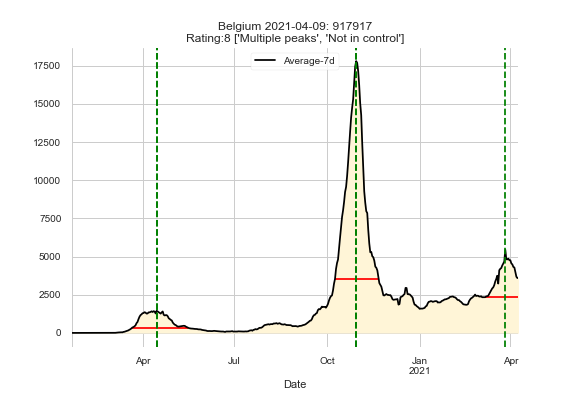 Belgium 2021-04-09: 917917
Rating:8 ['Multiple peaks', 'Not in control']
Average-7d
17500
15000
12500
10000
7500
5000
2500
0
Apr Jul Oct Jan Apr
2021
Date